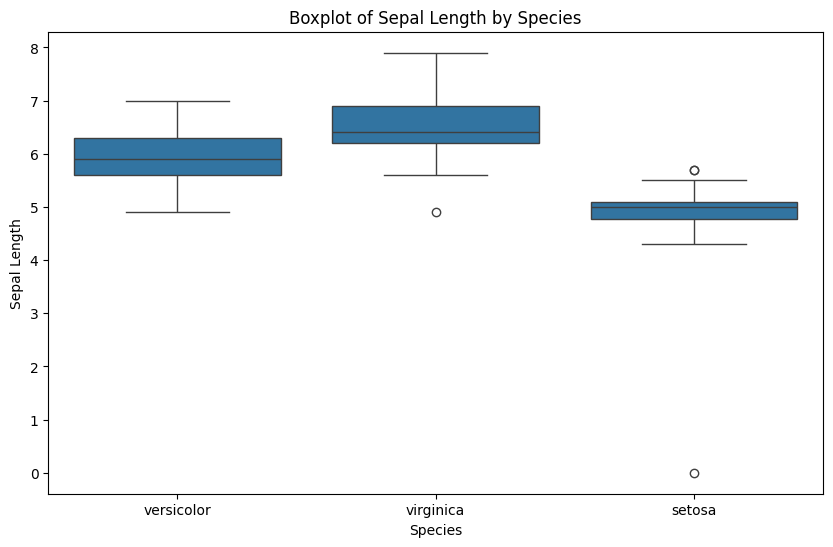 Boxplot of Sepal Length by Species
Sepal Length
8
7
6
5
4
3
2
1
0
versicolor virginica setosa
Species